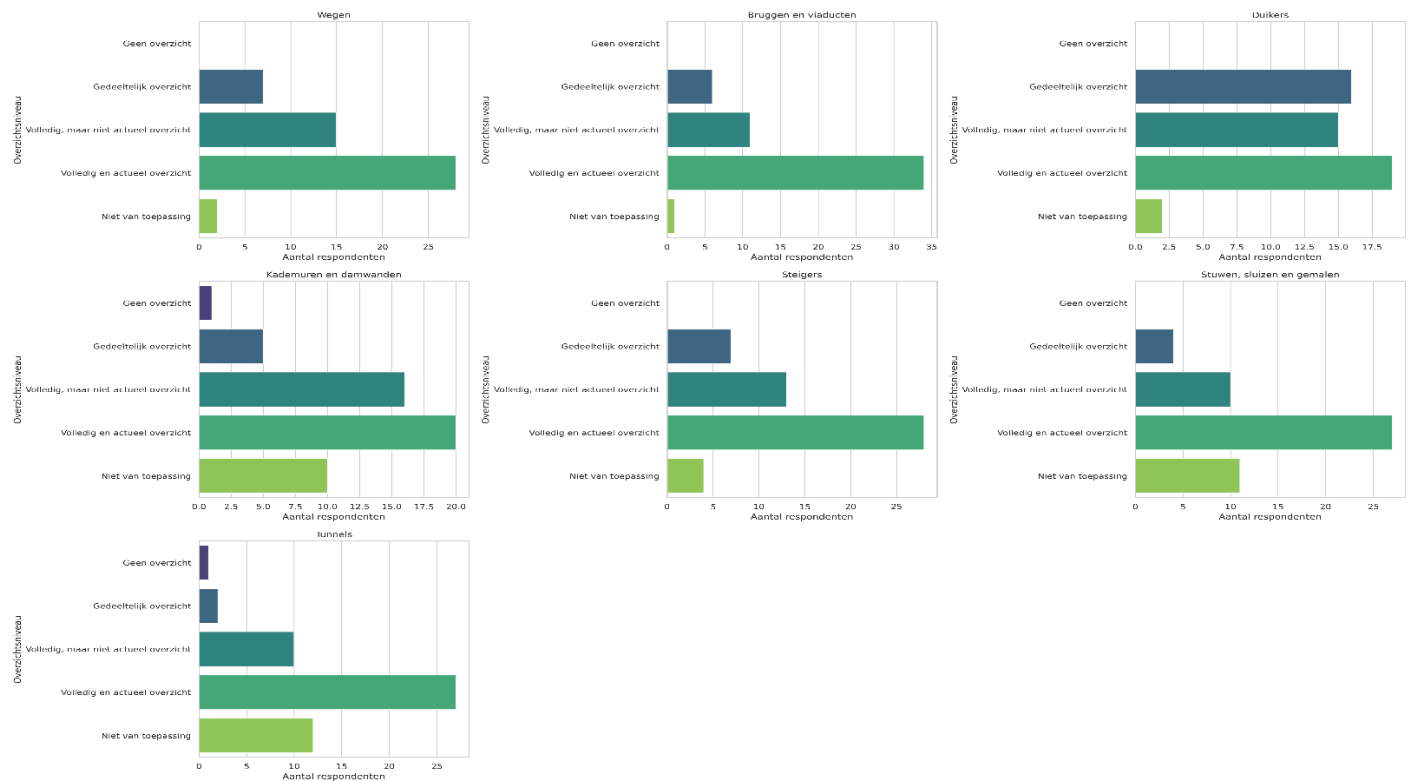 Wegen
Overzichtsniveau
Geen overzicht
Gedeeltelijk overzicht
Volledig, maar niet actueel overzicht
Volledig en actueel overzicht
Niet van toepassing
0 5 10 15 20 25
Aantal respondenten
Bruggen en viaducten
Overzichtsniveau
Geen overzicht
Gedeeltelijk overzicht
Volledig, maar niet actueel overzicht
Volledig en actueel overzicht
Niet van toepassing
0 5 10 15 20 25 30 35
Aantal respondenten
Duikers
Overzichtsniveau
Geen overzicht
Gedeeltelijk overzicht
Volledig, maar niet actueel overzicht
Volledig en actueel overzicht
Niet van toepassing
0.0 2.5 5.0 7.5 10.0 12.5 15.0 17.5
Aantal respondenten
Kademuren en damwanden
Overzichtsniveau
Geen overzicht
Gedeeltelijk overzicht
Volledig, maar niet actueel overzicht
Volledig en actueel overzicht
Niet van toepassing
0.0 2.5 5.0 7.5 10.0 12.5 15.0 17.5 20.0
Aantal respondenten
Steigers
Overzichtsniveau
Geen overzicht
Gedeeltelijk overzicht
Volledig, maar niet actueel overzicht
Volledig en actueel overzicht
Niet van toepassing
0 5 10 15 20 25
Aantal respondenten
Stuwen, sluizen en gemalen
Overzichtsniveau
Geen overzicht
Gedeeltelijk overzicht
Volledig, maar niet actueel overzicht
Volledig en actueel overzicht
Niet van toepassing
0 5 10 15 20 25
Aantal respondenten
Tunnels
Overzichtsniveau
Geen overzicht
Gedeeltelijk overzicht
Volledig, maar niet actueel overzicht
Volledig en actueel overzicht
Niet van toepassing
0 5 10 15 20 25
Aantal respondenten